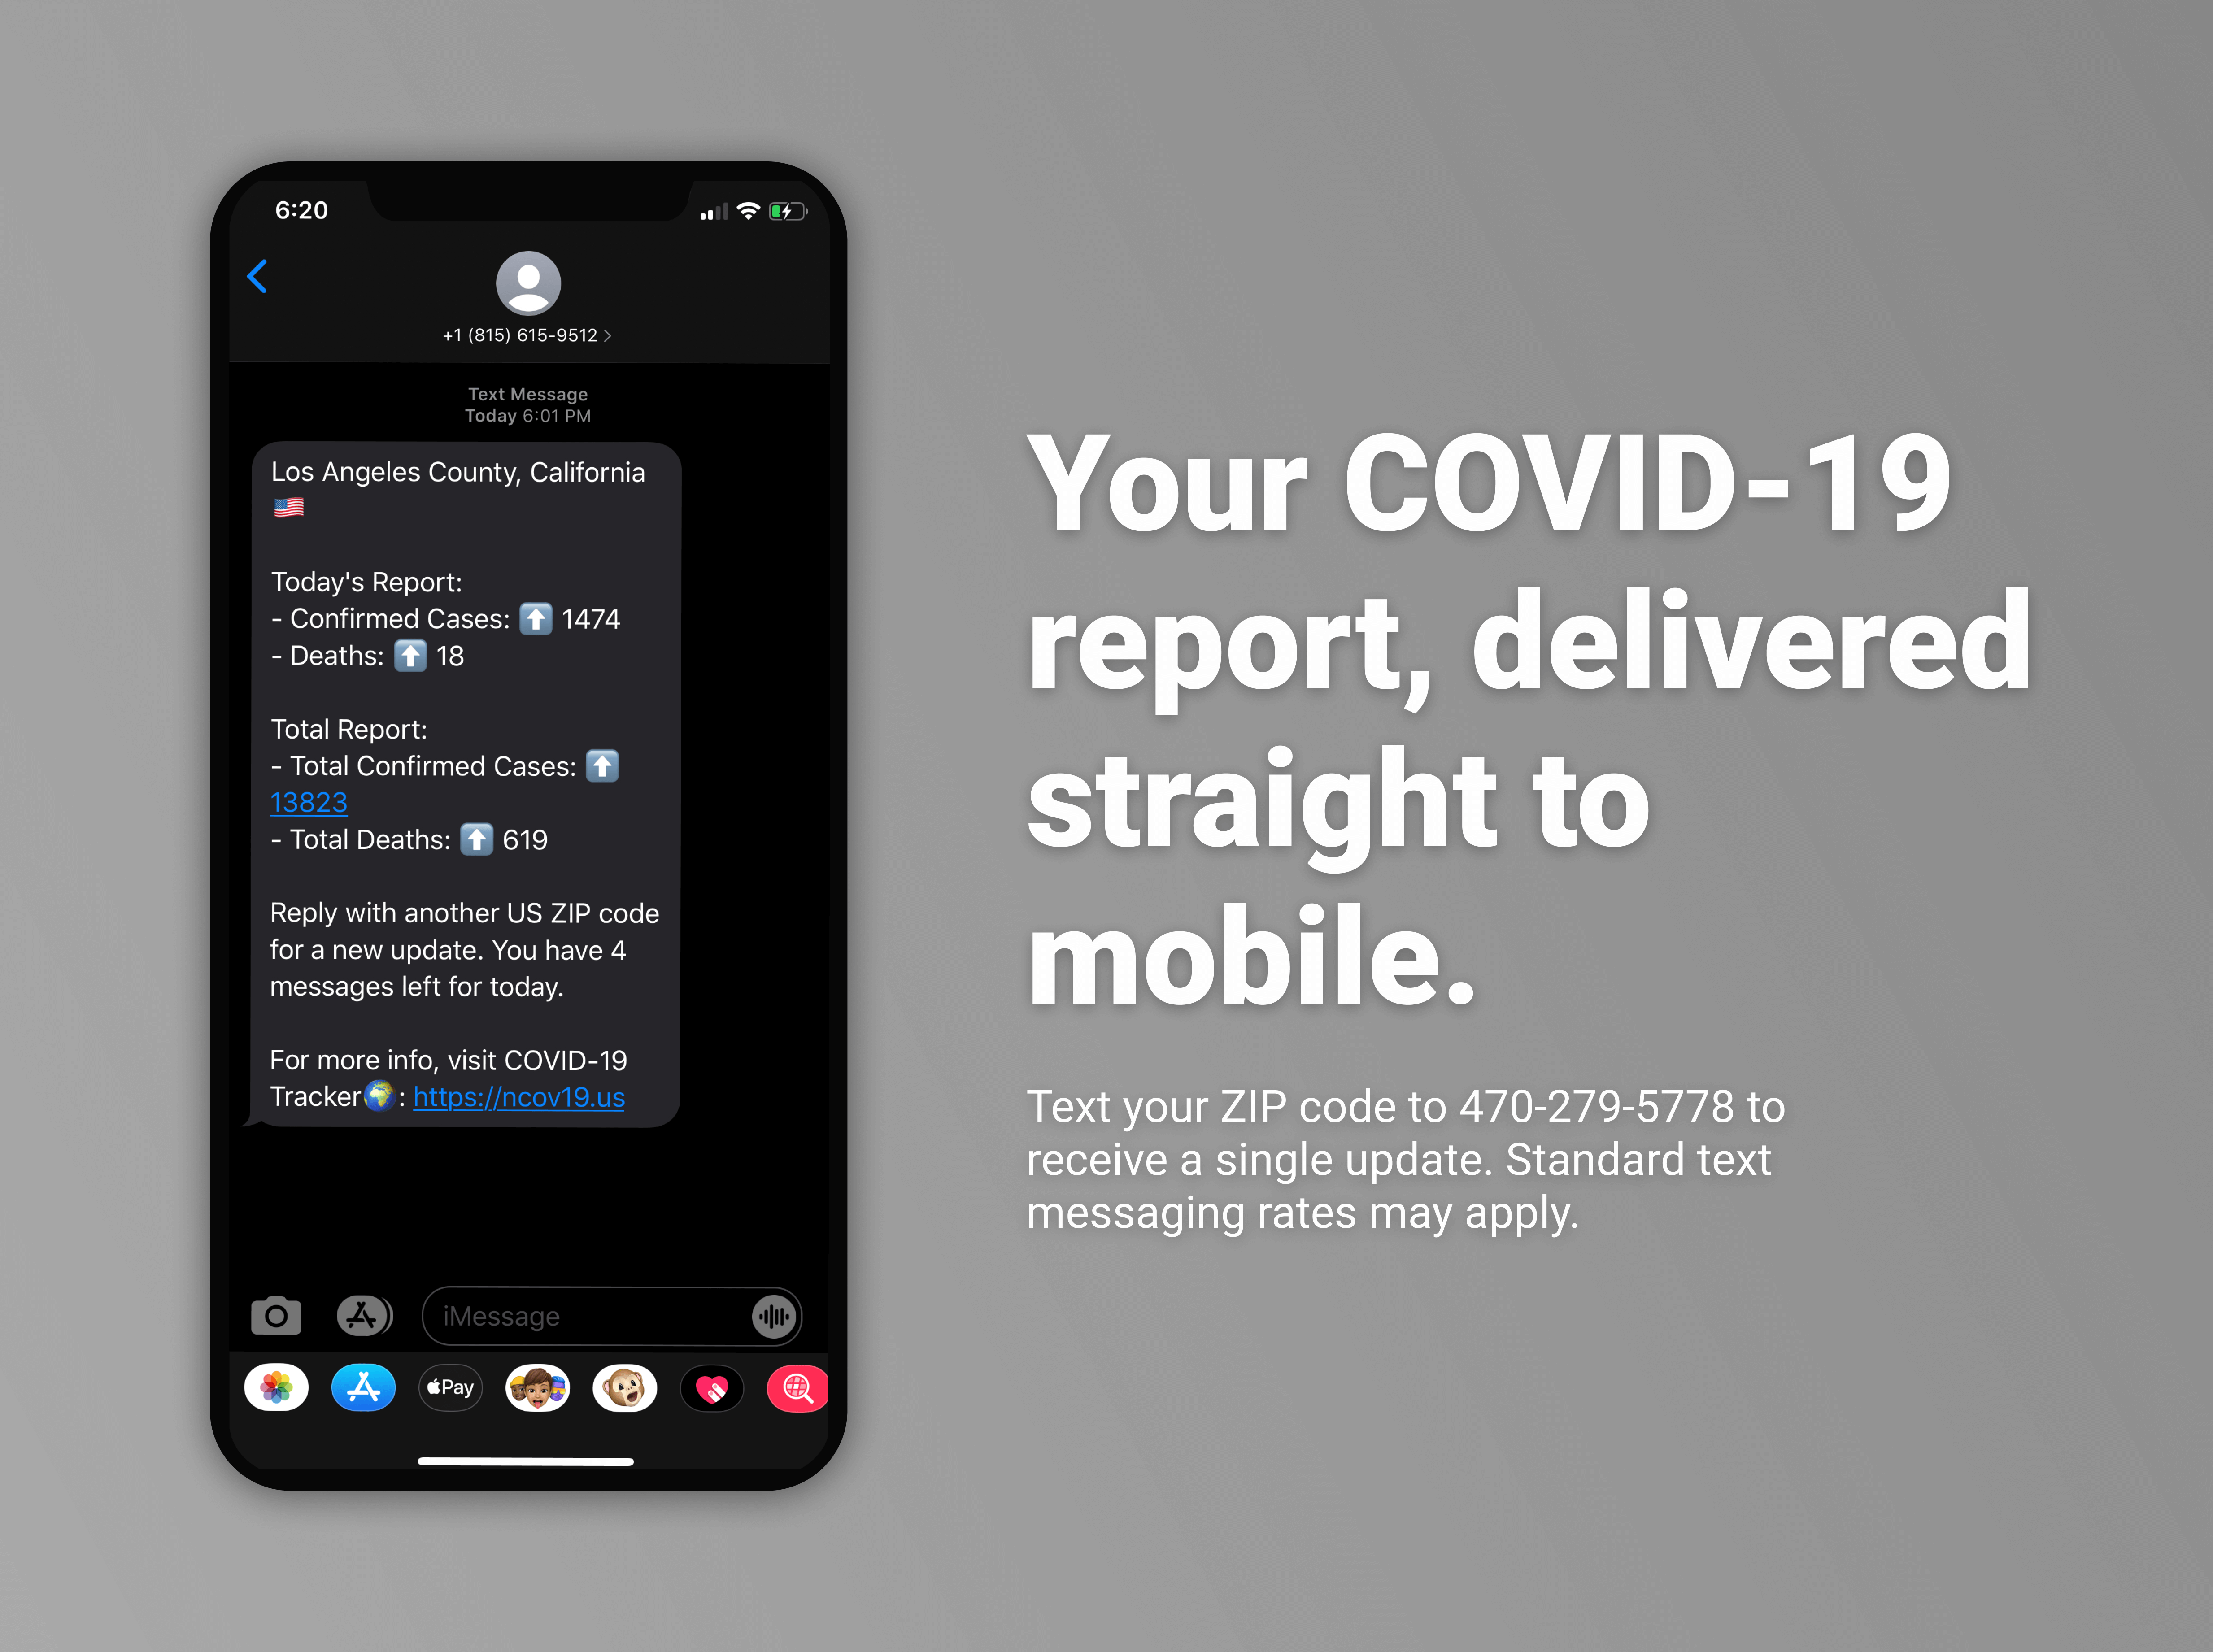 6:20
+1 (815) 615-9512 >
Text Message
Today 6:01 PM
Los Angeles County, California
🇺🇸
Today's Report:
- Confirmed Cases: ⬆️ 1474
- Deaths: ⬆️ 18
Total Report:
- Total Confirmed Cases: ⬆️
13823
- Total Deaths: ⬆️ 619
Reply with another US ZIP code
for a new update. You have 4
messages left for today.
For more info, visit COVID-19
Tracker🌍: https://ncov19.us
iMessage
Pay
Your COVID-19
report, delivered
straight to
mobile.
Text your ZIP code to 470-279-5778 to
receive a single update. Standard text
messaging rates may apply.